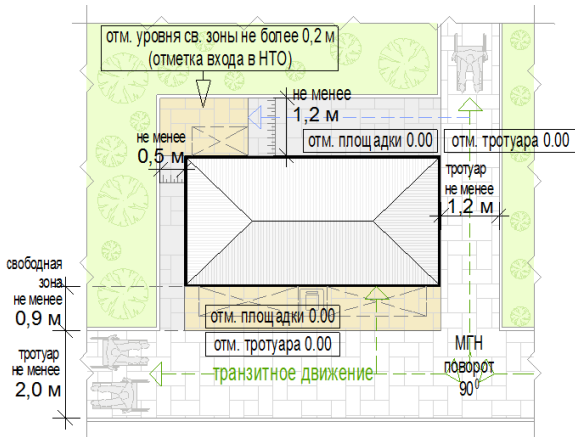 отм. уровня св. зоны не более 0,2 м
(отметка входа в НТО)
не менее
1,2 м
отм. площадки 0.00
отм. тротуара 0.00
не менее
0,5 м
тротуар
не менее
1,2 м
свободная
зона
не менее
0,9 м
отм. площадки 0.00
отм. тротуара 0.00
тротуар
не менее
2,0 м
транзитное движение
МГН
поворот
90⁰